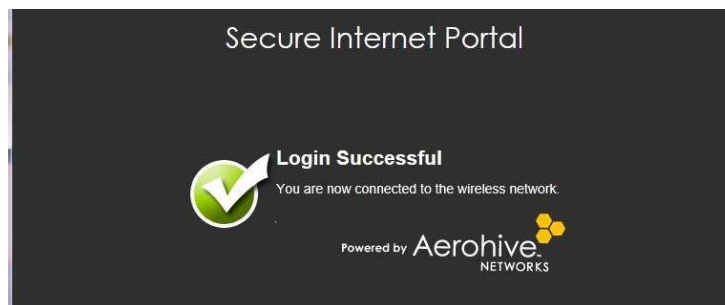 Secure Internet Portal
Login Successful
You are now connected to the wireless network.
Powered by Aerohive
NETWORKS